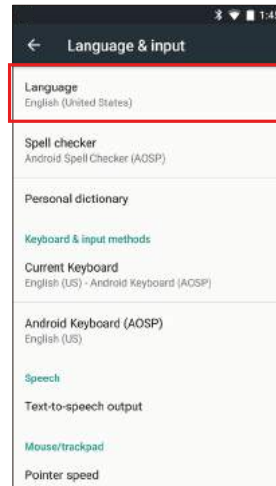 Language & input
Language
English (United States)
Spell checker
Android Spell Checker (AOSP)
Personal dictionary
Keyboard & input methods
Current Keyboard
English (US) - Android Keyboard (AOSP)
Android Keyboard (AOSP)
English (US)
Speech
Text-to-speech output
Mouse/trackpad
Pointer speed